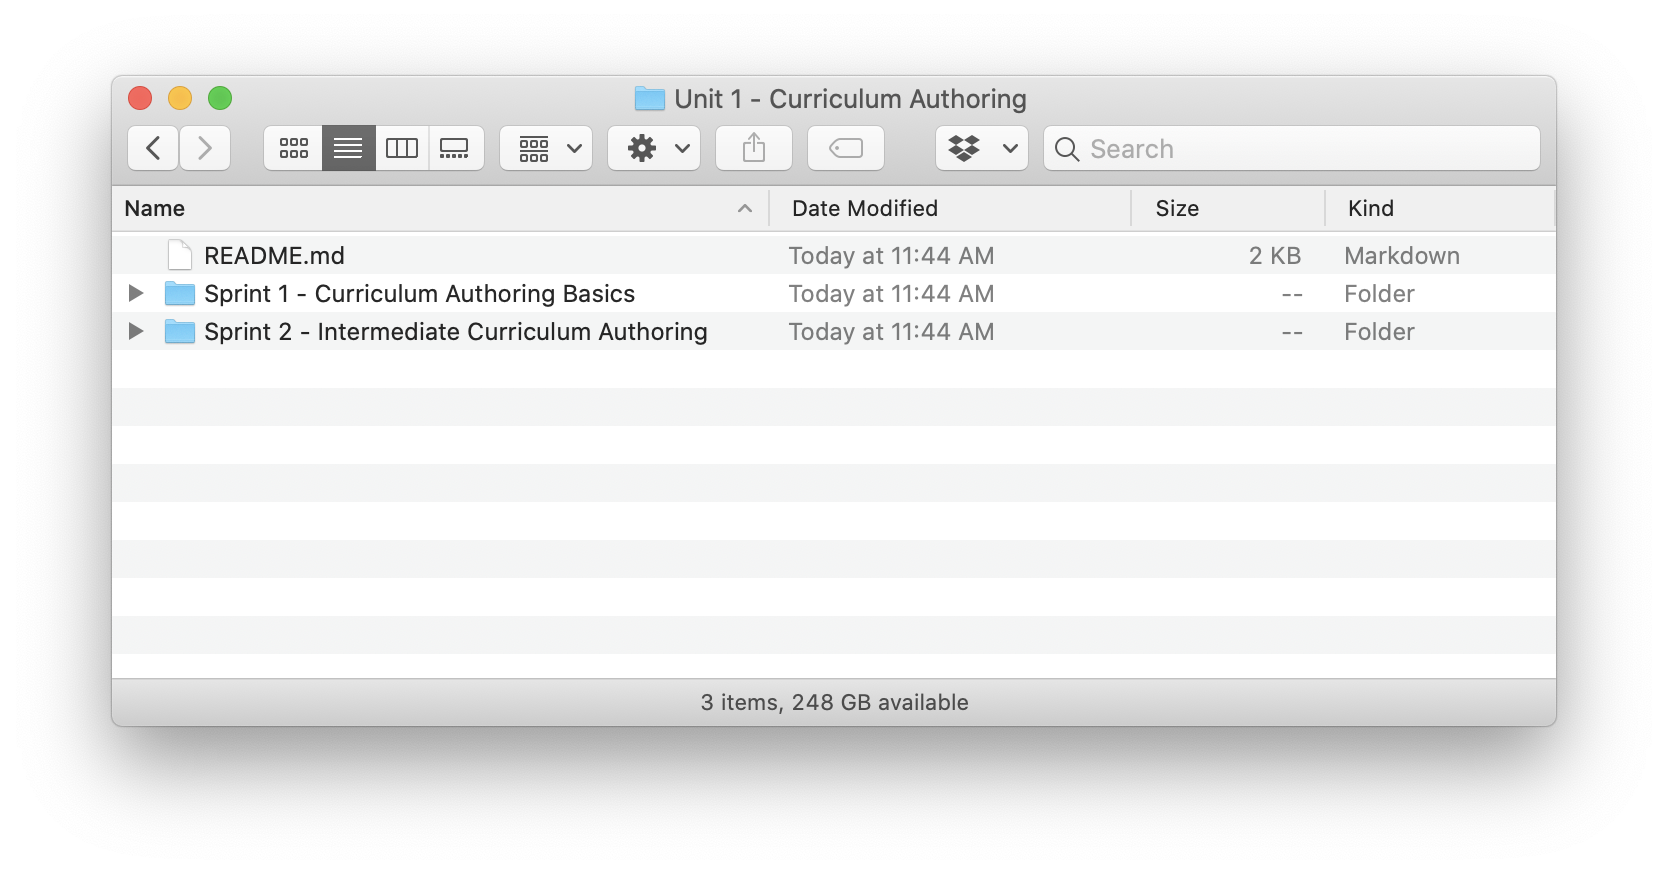 Unit 1 - Curriculum Authoring
Search
Name Date Modified Size Kind
README.md Today at 11:44 AM 2 KB Markdown
Sprint 1 - Curriculum Authoring Basics Today at 11:44 AM -- Folder
Sprint 2 - Intermediate Curriculum Authoring Today at 11:44 AM -- Folder
3 items, 248 GB available